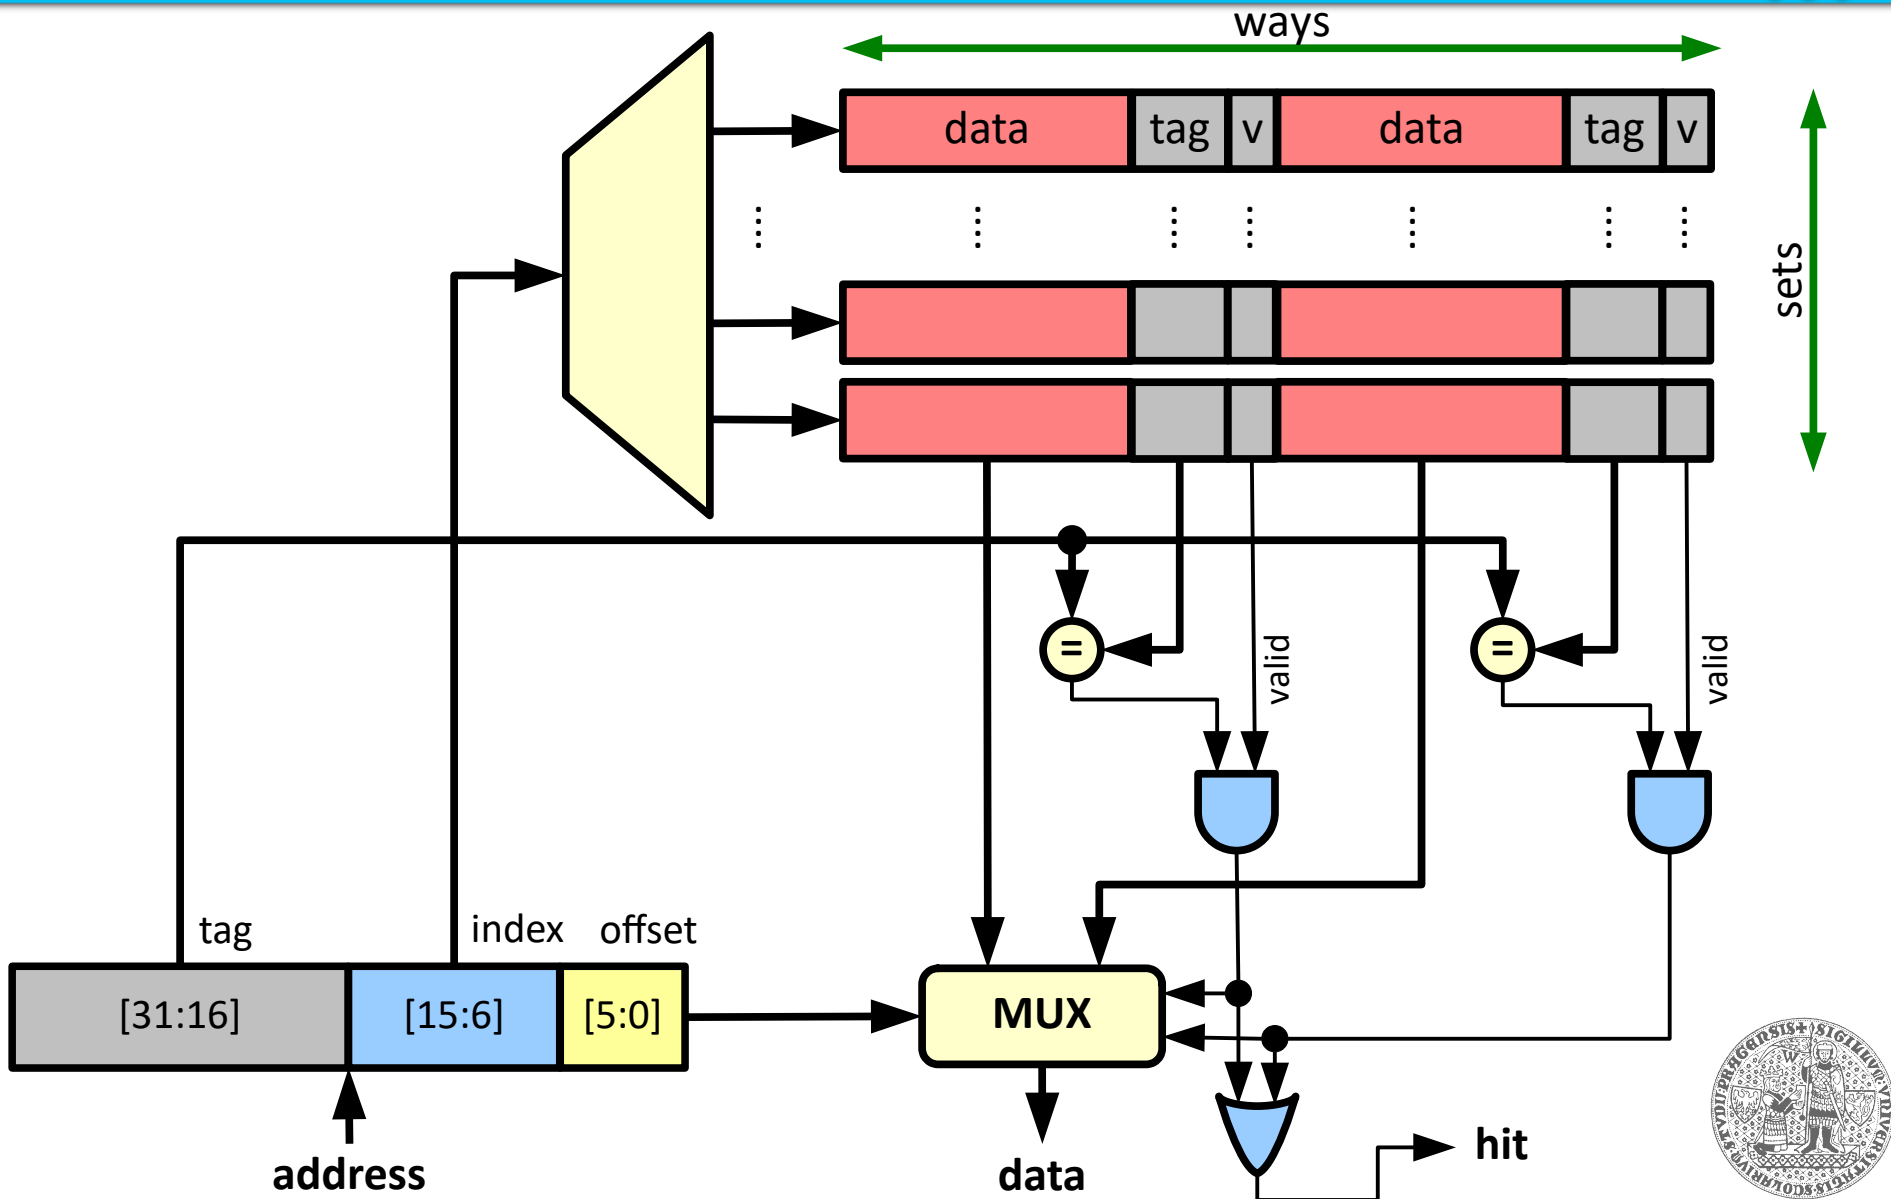 ways
data tag v data tag v
sets
= =
valid valid
tag index offset
[31:16] [15:6] [5:0]
MUX
address
data
hit